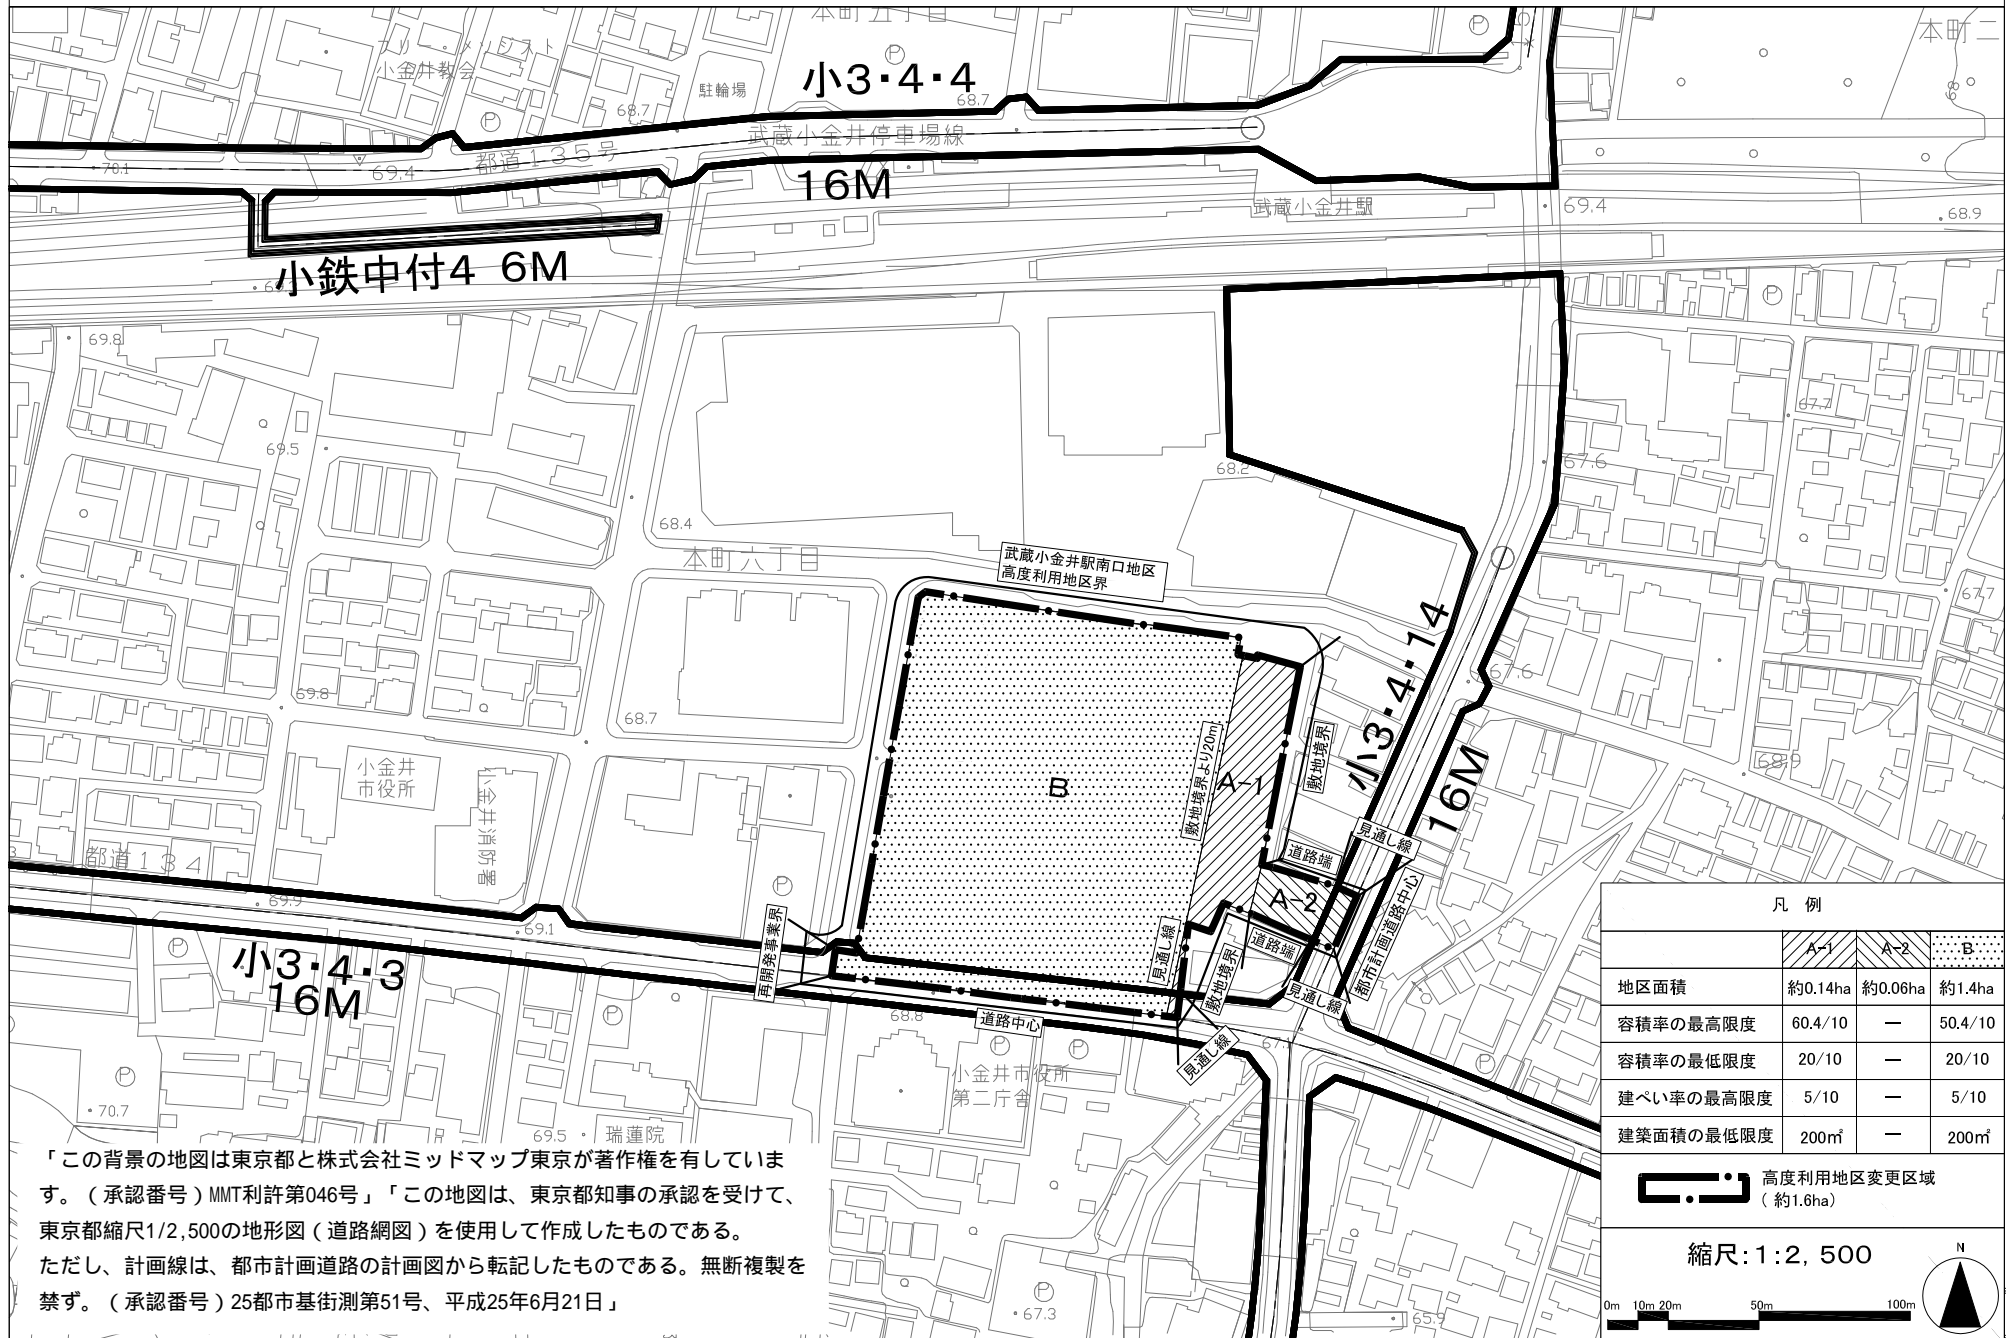 本町五丁目
本町二
フリー・メソジスト
小金井教会
駐輪場
小3・4・4
68.7
68.7
武蔵小金井停車場線
都道135号
70.1
69.4
16M
武蔵小金井駅
69.4
68.9
小鉄中付4 6M
69.8
69.5
67.7
67.6
68.2
68.4
本町六丁目
武蔵小金井駅南口地区
高度利用地区界
67.7
67.6
小3・4・14
16M
69.8
68.7
68.9
小金井
市役所
小金井消防署
B
A-1
敷地境界より20m
敷地境界
見通し線
道路端
A-2
都市計画道路中心
道路端
見通し線
敷地境界
見通し線
見通し線
再開発事業界
道路中心
都道134
69.9
69.1
小3・4・3
16M
68.8
67.1
小金井市役所
第二庁舎
70.7
69.5
瑞蓮院
67.3
65.9
P
P
P
P
P
P
P
P
P
P
P
P
「この背景の地図は東京都と株式会社ミッドマップ東京が著作権を有していま
す。（承認番号）MMT利許第046号」「この地図は、東京都知事の承認を受けて、
東京都縮尺1/2,500の地形図（道路網図）を使用して作成したものである。
ただし、計画線は、都市計画道路の計画図から転記したものである。無断複製を
禁ず。（承認番号）25都市基街測第51号、平成25年6月21日」
凡 例
A-1 A-2 B
地区面積 約0.14ha 約0.06ha 約1.4ha
容積率の最高限度 60.4/10 — 50.4/10
容積率の最低限度 20/10 — 20/10
建ぺい率の最高限度 5/10 — 5/10
建築面積の最低限度 200㎡ — 200㎡
高度利用地区変更区域
（ 約1.6ha）
縮尺:1:2, 500
N
0m 10m 20m 50m 100m